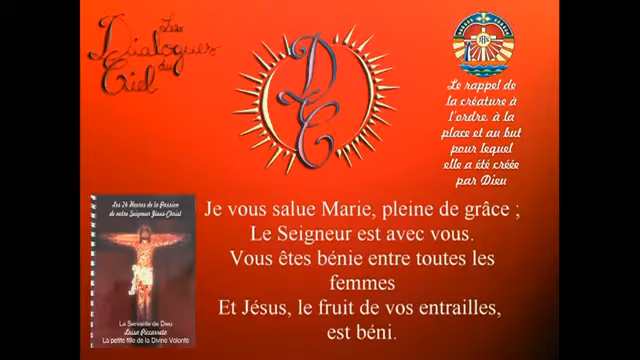 Les
Dialogues
du
Ciel
D
C
JHS
Le rappel de
la créature à
l'ordre, à la
place et au but
pour lequel
elle a été créée
par Dieu
Les 24 Heures de la Passion
de notre Seigneur Jésus-Christ
La Servante de Dieu
Luisa Piccarreta
La petite fille de la Divine Volonté
Je vous salue Marie, pleine de grâce ;
Le Seigneur est avec vous.
Vous êtes bénie entre toutes les
femmes
Et Jésus, le fruit de vos entrailles,
est béni.